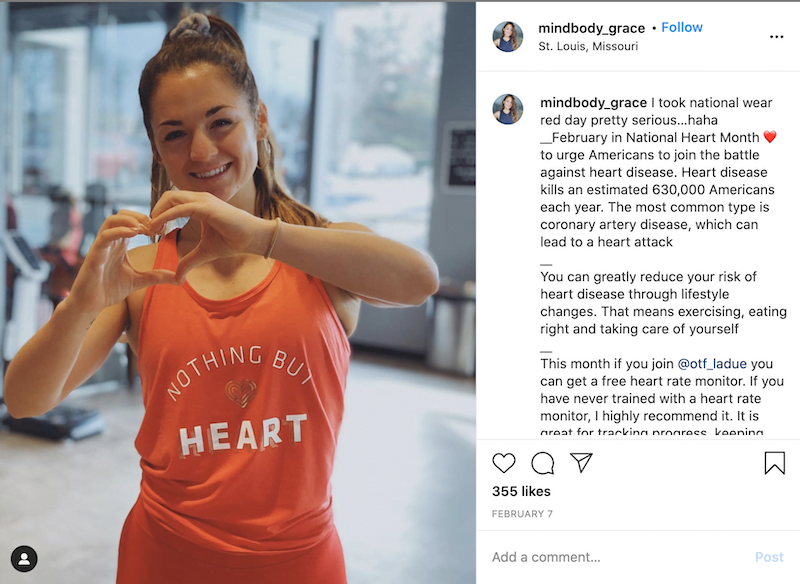 NOTHING BUT
HEART
mindbody_grace • Follow
St. Louis, Missouri
mindbody_grace I took national wear
red day pretty serious...haha
__February in National Heart Month ❤️
to urge Americans to join the battle
against heart disease. Heart disease
kills an estimated 630,000 Americans
each year. The most common type is
coronary artery disease, which can
lead to a heart attack
__
You can greatly reduce your risk of
heart disease through lifestyle
changes. That means exercising, eating
right and taking care of yourself
__
This month if you join @otf_ladue you
can get a free heart rate monitor. If you
have never trained with a heart rate
monitor, I highly recommend it. It is
great for tracking progress, keeping
355 likes
FEBRUARY 7
Add a comment...
Post